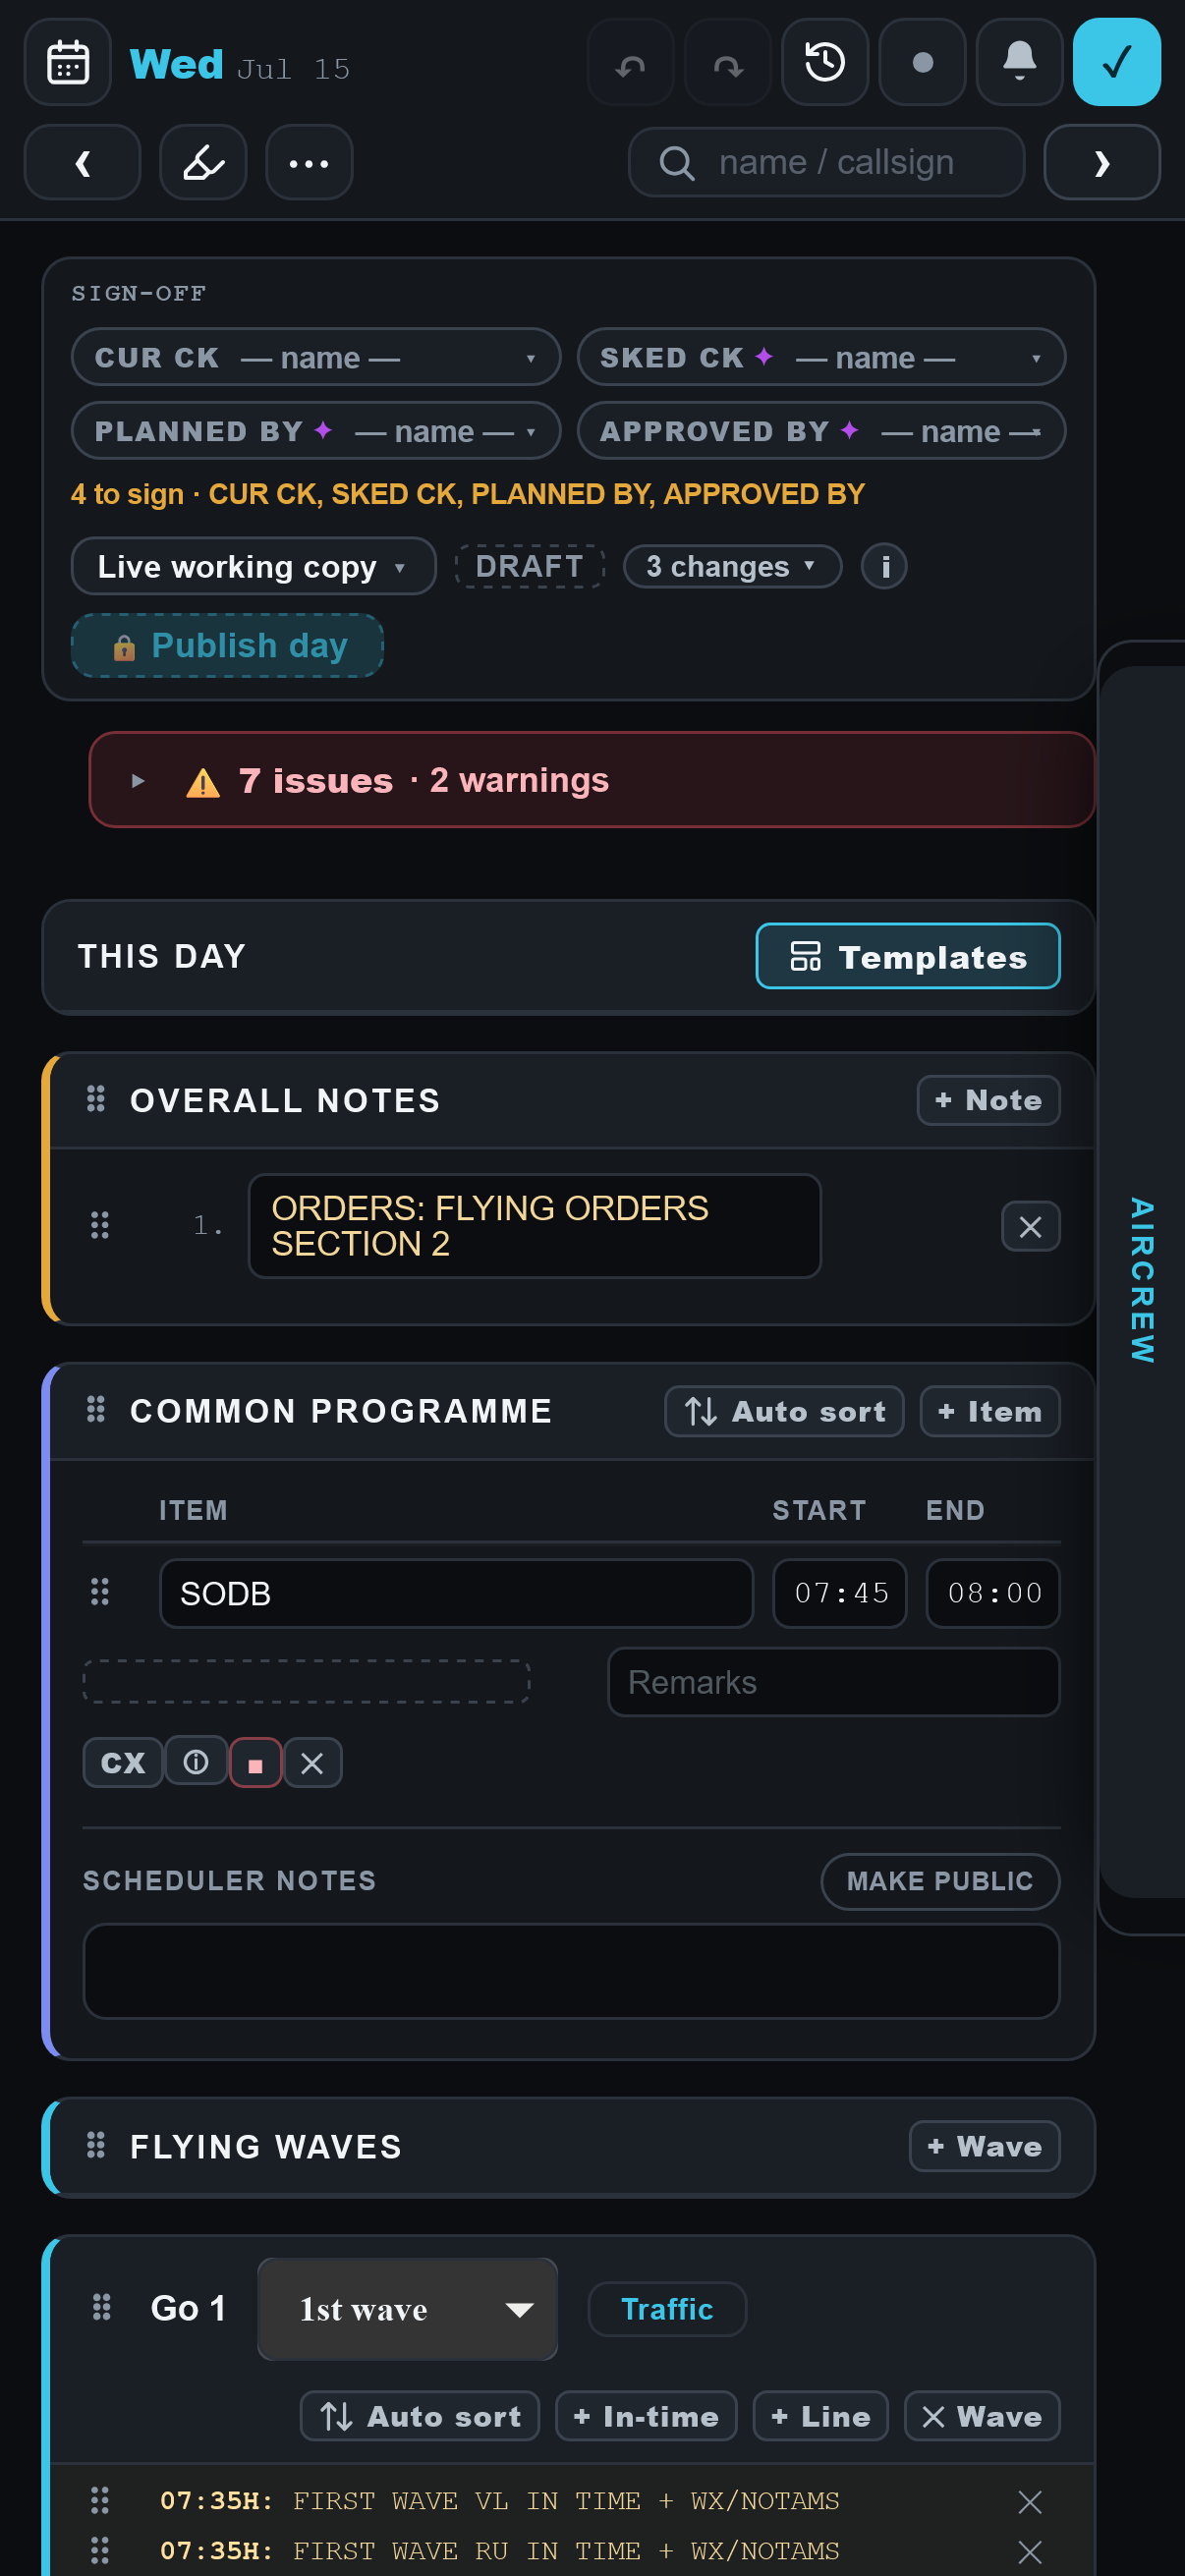 Wed Jul 15
name / callsign
SIGN-OFF
CUR CK — name —
SKED CK — name —
PLANNED BY — name —
APPROVED BY — name —
4 to sign · CUR CK, SKED CK, PLANNED BY, APPROVED BY
Live working copy DRAFT 3 changes i
Publish day
7 issues · 2 warnings
THIS DAY Templates
OVERALL NOTES + Note
1. ORDERS: FLYING ORDERS
SECTION 2
AIRCREW
COMMON PROGRAMME Auto sort + Item
ITEM START END
SODB 07:45 08:00
Remarks
CX
SCHEDULER NOTES MAKE PUBLIC
FLYING WAVES + Wave
Go 1 1st wave Traffic
Auto sort + In-time + Line × Wave
07:35H: FIRST WAVE VL IN TIME + WX/NOTAMS
07:35H: FIRST WAVE RU IN TIME + WX/NOTAMS